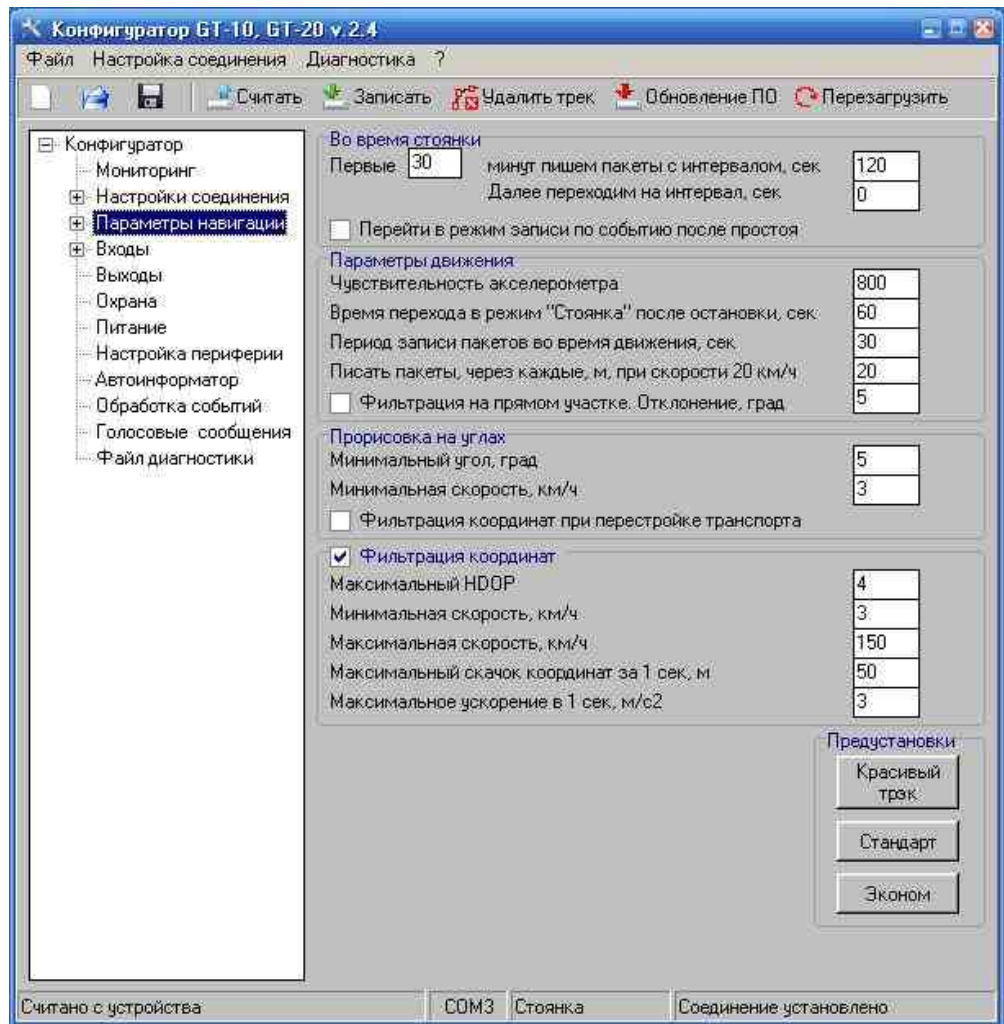 Конфигуратор GT-10, GT-20 v.2.4
Файл Настройка соединения Диагностика ?
Считать Записать Удалить трек Обновление ПО Перезагрузить
Конфигуратор
Мониторинг
Настройки соединения
Параметры навигации
Входы
Выходы
Охрана
Питание
Настройка периферии
Автоинформатор
Обработка событий
Голосовые сообщения
Файл диагностики
Во время стоянки
Первые 30 минут пишем пакеты с интервалом, сек 120
Далее переходим на интервал, сек 0
Перейти в режим записи по событию после простоя
Параметры движения
Чувствительность акселерометра 800
Время перехода в режим "Стоянка" после остановки, сек 60
Период записи пакетов во время движения, сек 30
Писать пакеты, через каждые, м, при скорости 20 км/ч 20
Фильтрация на прямом участке. Отклонение, град 5
Прорисовка на углах
Минимальный угол, град 5
Минимальная скорость, км/ч 3
Фильтрация координат при перестройке транспорта
Фильтрация координат
Максимальный HDOP 4
Минимальная скорость, км/ч 3
Максимальная скорость, км/ч 150
Максимальный скачок координат за 1 сек, м 50
Максимальное ускорение в 1 сек, м/с2 3
Предустановки
Красивый
трэк
Стандарт
Эконом
Считано с устройства COM3 Стоянка Соединение установлено